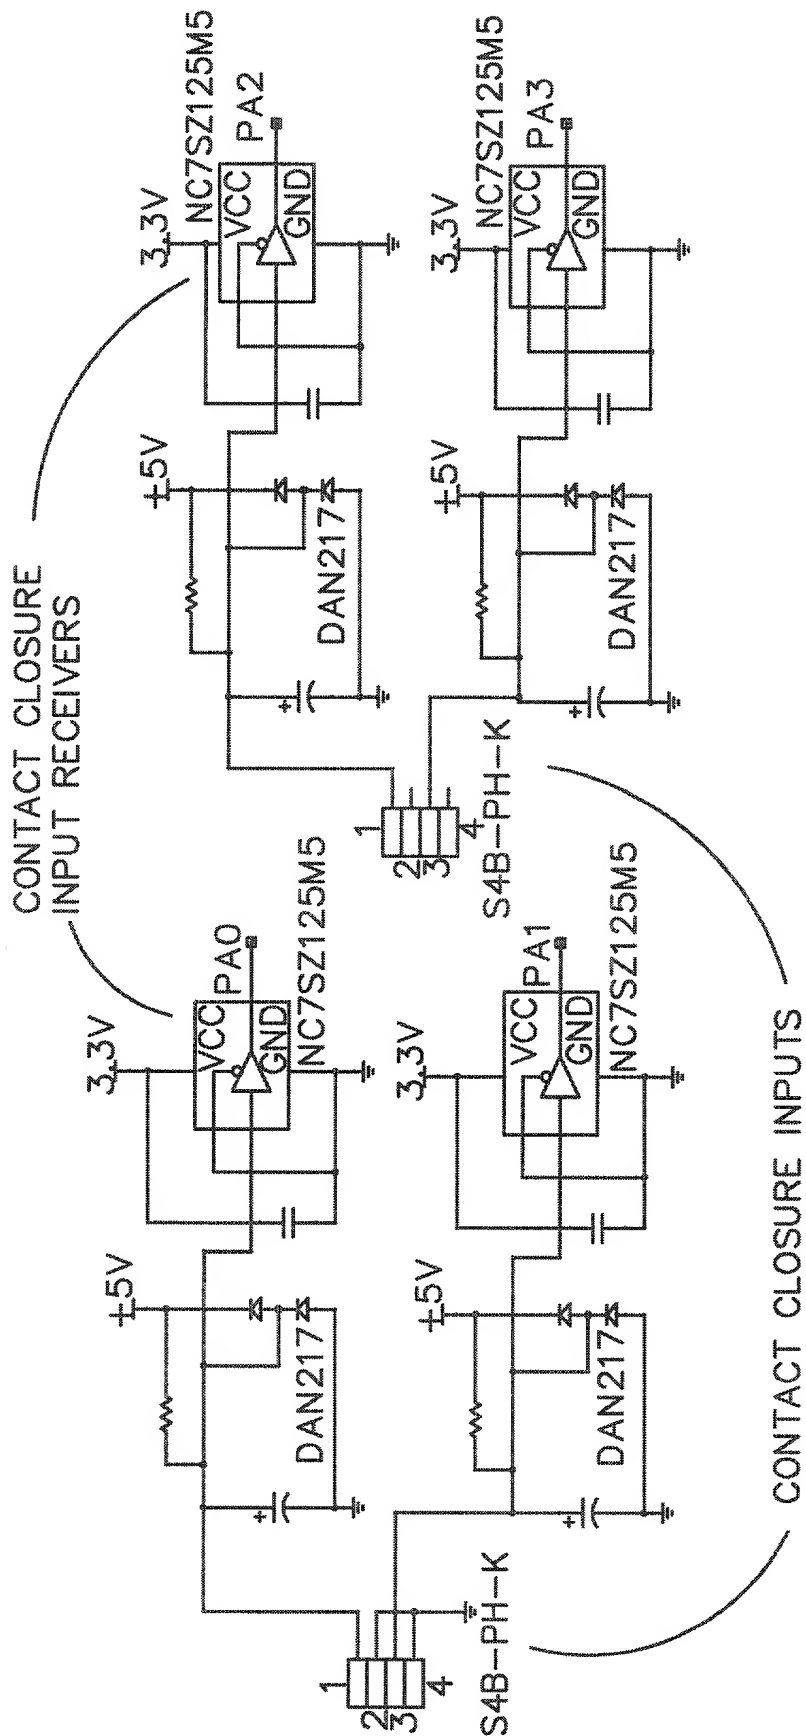 CONTACT CLOSURE
INPUT RECEIVERS
3.3V
NC7SZ125M5
VCC
GND
PA2
+5V
DAN217
+
3.3V
NC7SZ125M5
VCC
GND
PA3
+5V
DAN217
+
1
2
3
4
S4B-PH-K
3.3V
VCC
GND
PA0
NC7SZ125M5
+5V
DAN217
+
3.3V
VCC
GND
PA1
NC7SZ125M5
+5V
DAN217
+
1
2
3
4
S4B-PH-K
CONTACT CLOSURE INPUTS